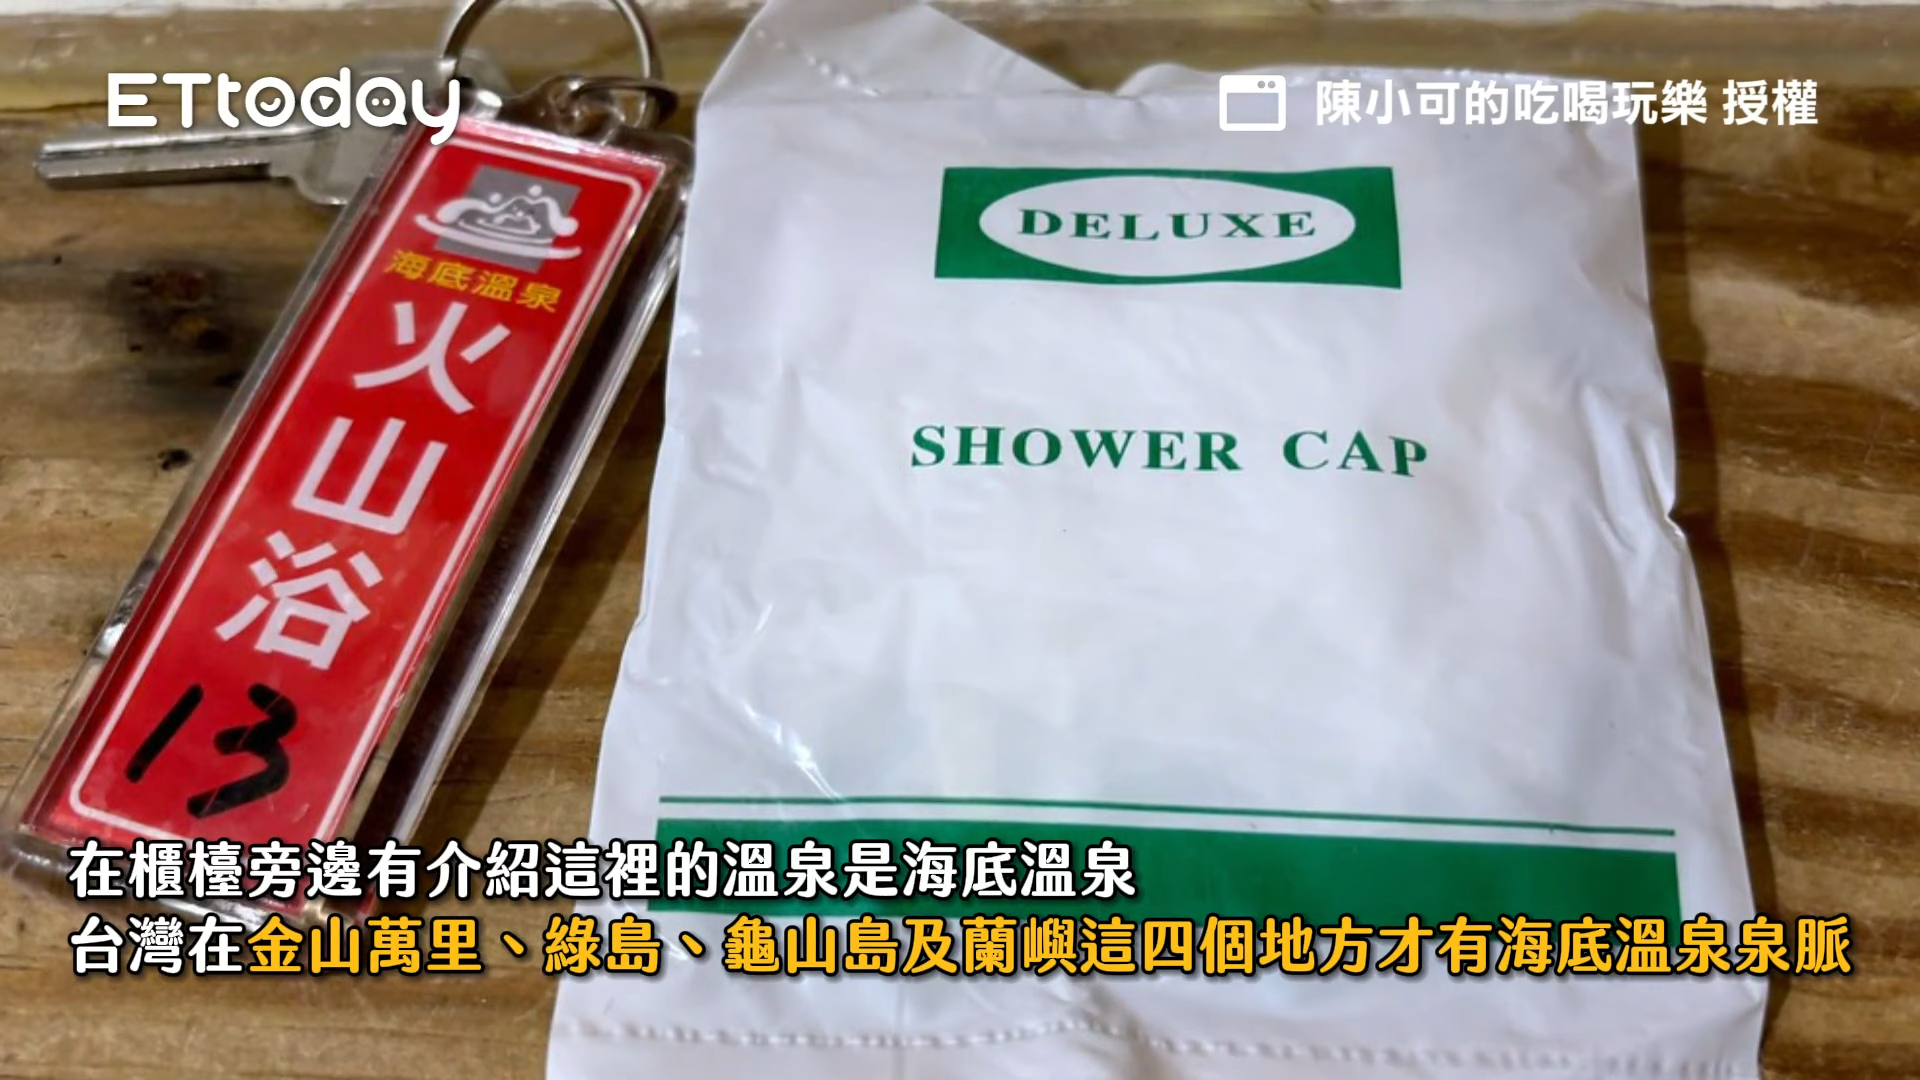 ETtoday
陳小可的吃喝玩樂 授權
海底溫泉
火山浴
13
DELUXE
SHOWER CAP
在櫃檯旁邊有介紹這裡的溫泉是海底溫泉
台灣在金山萬里、綠島、龜山島及蘭嶼這四個地方才有海底溫泉泉脈